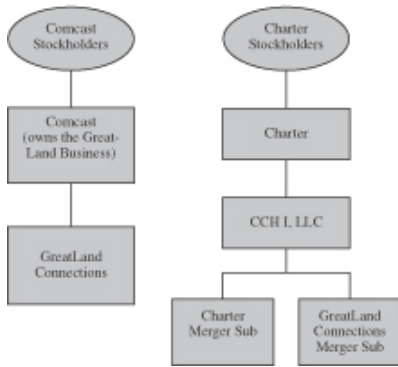 Comcast
Stockholders
Comcast
(owns the Great-
Land Business)
GreatLand
Connections
Charter
Stockholders
Charter
CCH I, LLC
Charter
Merger Sub
GreatLand
Connections
Merger Sub